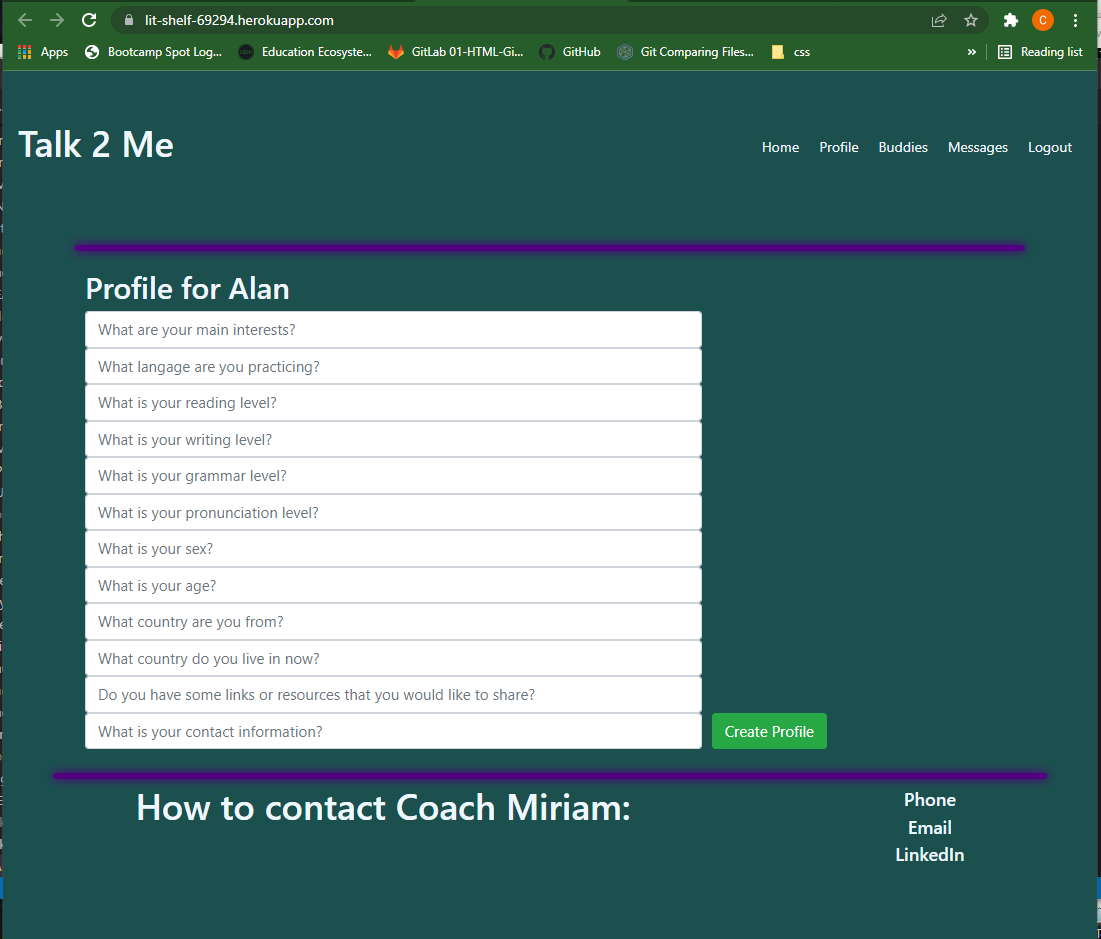 lit-shelf-69294.herokuapp.com
Apps Bootcamp Spot Log... Education Ecosyste... GitLab 01-HTML-Gi... GitHub Git Comparing Files... css » Reading list
Talk 2 Me
Home Profile Buddies Messages Logout
Profile for Alan
What are your main interests?
What langage are you practicing?
What is your reading level?
What is your writing level?
What is your grammar level?
What is your pronunciation level?
What is your sex?
What is your age?
What country are you from?
What country do you live in now?
Do you have some links or resources that you would like to share?
What is your contact information? Create Profile
How to contact Coach Miriam:
Phone
Email
LinkedIn
C